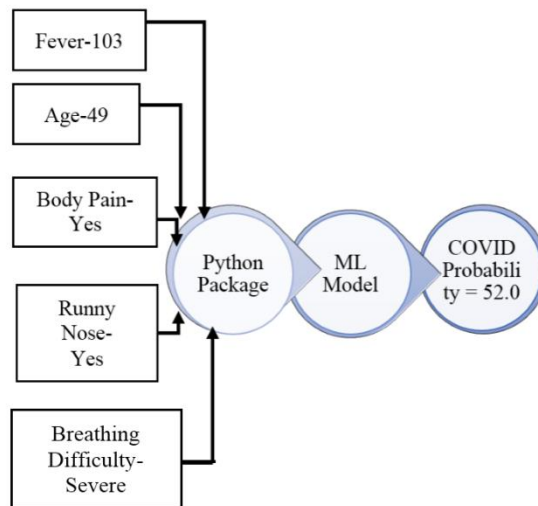 Fever-103
Age-49
Body Pain-
Yes
Runny
Nose-
Yes
Breathing
Difficulty-
Severe
Python
Package
ML
Model
COVID
Probabili
ty = 52.0